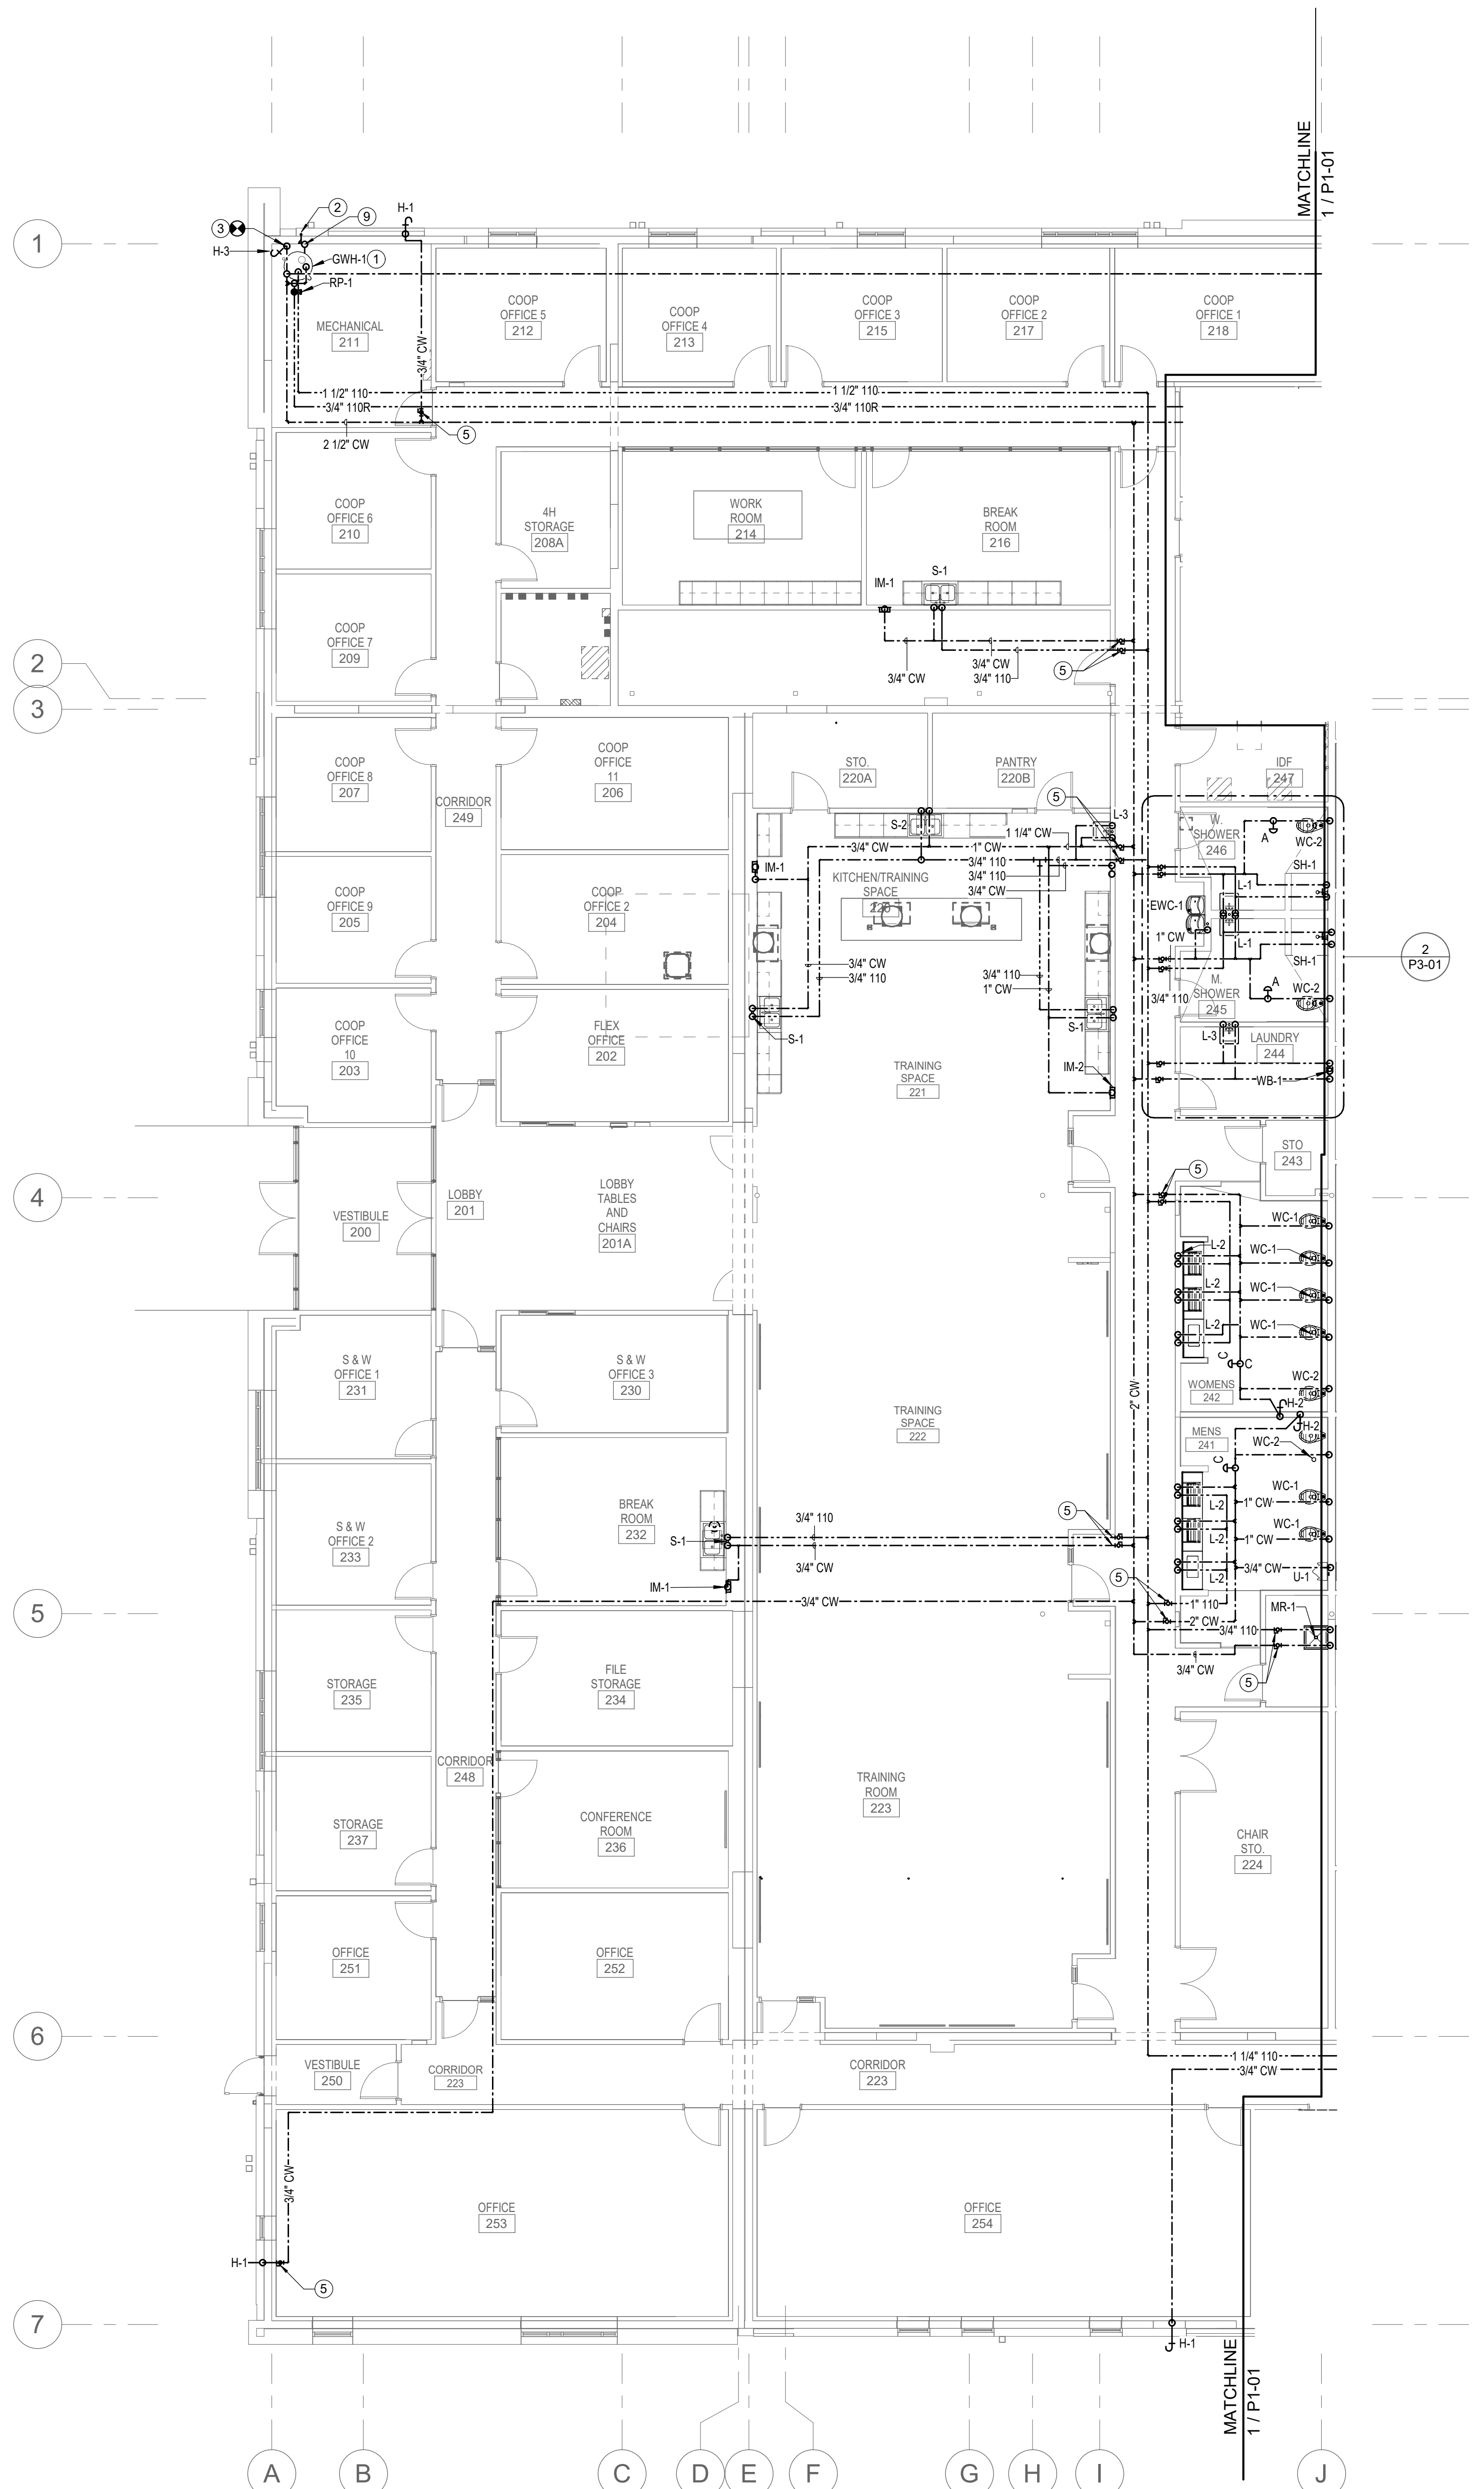 MATCHLINE
1 / P1-01
1
3
2
9
H-1
H-3
GWH-1
1
RP-1
MECHANICAL
211
3/4" CW
COOP
OFFICE 5
212
COOP
OFFICE 4
213
COOP
OFFICE 3
215
COOP
OFFICE 2
217
COOP
OFFICE 1
218
1 1/2" 110
1 1/2" 110
3/4" 110R
3/4" 110R
5
2 1/2" CW
COOP
OFFICE 6
210
4H
STORAGE
208A
WORK
ROOM
214
BREAK
ROOM
216
IM-1
S-1
COOP
OFFICE 7
209
2
3
3/4" CW
3/4" CW
3/4" 110
5
COOP
OFFICE 8
207
CORRIDOR
249
COOP
OFFICE
11
206
STO.
220A
PANTRY
220B
IDF
247
5
L-3
S-2
1 1/4" CW
3/4" CW
1" CW
3/4" 110
3/4" 110
3/4" CW
IM-1
KITCHEN/TRAINING
SPACE
220
W.
SHOWER
246
A
WC-2
SH-1
L-1
EWC-1
L-1
1" CW
SH-1
A
WC-2
3/4" 110
M.
SHOWER
245
2
P3-01
COOP
OFFICE 9
205
COOP
OFFICE 2
204
3/4" CW
3/4" 110
3/4" 110
1" CW
S-1
S-1
COOP
OFFICE
10
203
FLEX
OFFICE
202
TRAINING
SPACE
221
IM-2
L-3
LAUNDRY
244
WB-1
STO
243
4
VESTIBULE
200
LOBBY
201
LOBBY
TABLES
AND
CHAIRS
201A
5
WC-1
L-2
WC-1
L-2
WC-1
L-2
WC-1
C
C
WC-2
WOMENS
242
H-2
H-2
2" CW
S & W
OFFICE 1
231
S & W
OFFICE 3
230
TRAINING
SPACE
222
MENS
241
WC-2
C
WC-1
L-2
1" CW
WC-1
L-2
1" CW
3/4" CW
L-2
U-1
S & W
OFFICE 2
233
BREAK
ROOM
232
S-1
IM-1
3/4" 110
3/4" CW
5
5
3/4" CW
5
1" 110
2" CW
3/4" 110
MR-1
3/4" CW
5
STORAGE
235
FILE
STORAGE
234
CORRIDOR
248
STORAGE
237
CONFERENCE
ROOM
236
TRAINING
ROOM
223
CHAIR
STO.
224
OFFICE
251
OFFICE
252
6
VESTIBULE
250
CORRIDOR
223
CORRIDOR
223
1 1/4" 110
3/4" CW
3/4" CW
OFFICE
253
OFFICE
254
H-1
5
7
H-1
MATCHLINE
1 / P1-01
A
B
C
D
E
F
G
H
I
J